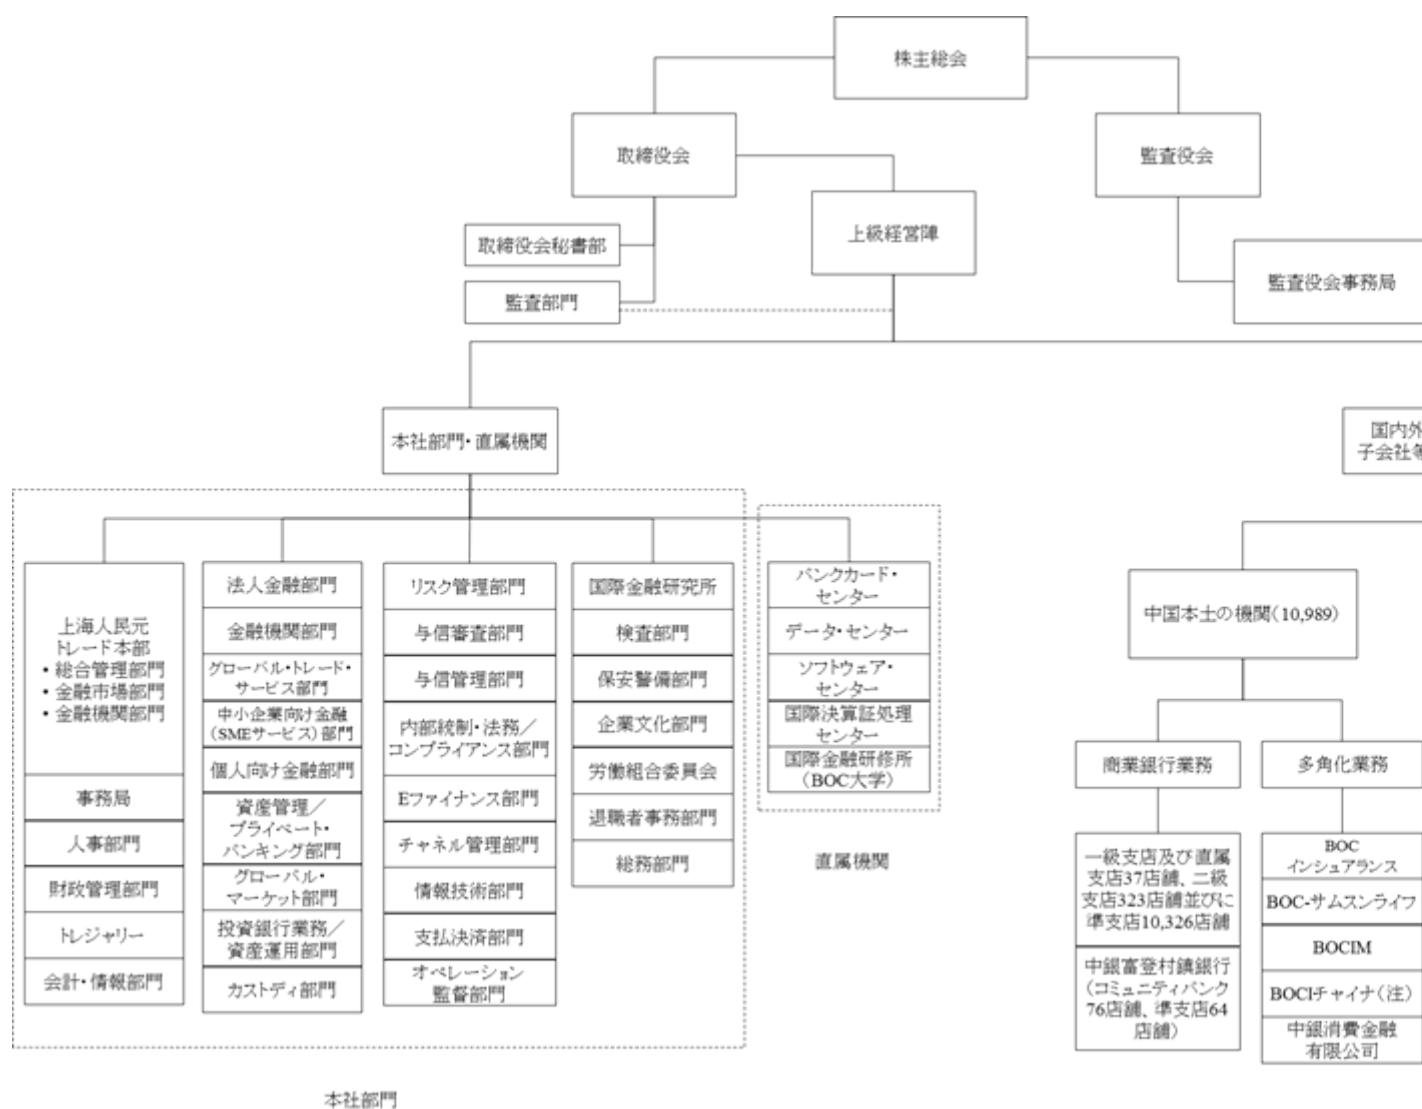 株主総会
取締役会
監査役会
上級経営陣
取締役会秘書部
監査部門
監査役会事務局
本社部門・直属機関
国内外
子会社等
上海人民元
トレード本部
・総合管理部門
・金融市場部門
・金融機関部門
事務局
人事部門
財政管理部門
トレジャリー
会計・情報部門
法人金融部門
金融機関部門
グローバル・トレード・
サービス部門
中小企業向け金融
(SMEサービス)部門
個人向け金融部門
資産管理/
プライベート・
バンキング部門
グローバル・
マーケット部門
投資銀行業務/
資産運用部門
カストディ部門
リスク管理部門
与信審査部門
与信管理部門
内部統制・法務/
コンプライアンス部門
Eファイナンス部門
チャネル管理部門
情報技術部門
支払決済部門
オペレーション
監督部門
国際金融研究所
検査部門
保安警備部門
企業文化部門
労働組合委員会
退職者事務部門
総務部門
バンクカード・
センター
データ・センター
ソフトウェア・
センター
国際決算証処理
センター
国際金融研修所
(BOC大学)
直属機関
本社部門
中国本土の機関(10,989)
商業銀行業務
一級支店及び直属
支店37店舗、二級
支店323店舗並びに
準支店10,326店舗
中銀富登村鎮銀行
(コミュニティバンク
76店舗、準支店64
店舗)
多角化業務
BOC
インシュアランス
BOC-サムスンライフ
BOCIM
BOCIチャイナ(注)
中銀消費金融
有限公司